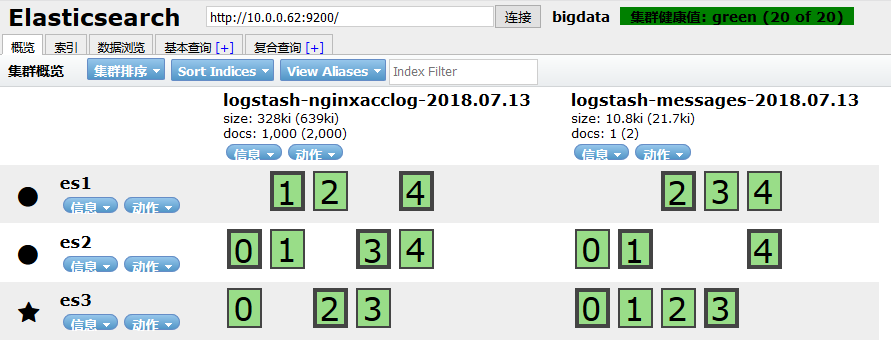 Elasticsearch http://10.0.0.62:9200/ 连接 bigdata 集群健康值: green (20 of 20)
概览 索引 数据浏览 基本查询 [+] 复合查询 [+]
集群概览 集群排序 Sort Indices View Aliases Index Filter
logstash-nginxacclog-2018.07.13 logstash-messages-2018.07.13
size: 328ki (639ki) size: 10.8ki (21.7ki)
docs: 1,000 (2,000) docs: 1 (2)
信息 动作 信息 动作
es1 1 2 4 2 3 4
信息 动作
es2 0 1 3 4 0 1 4
信息 动作
es3 0 2 3 0 1 2 3
信息 动作